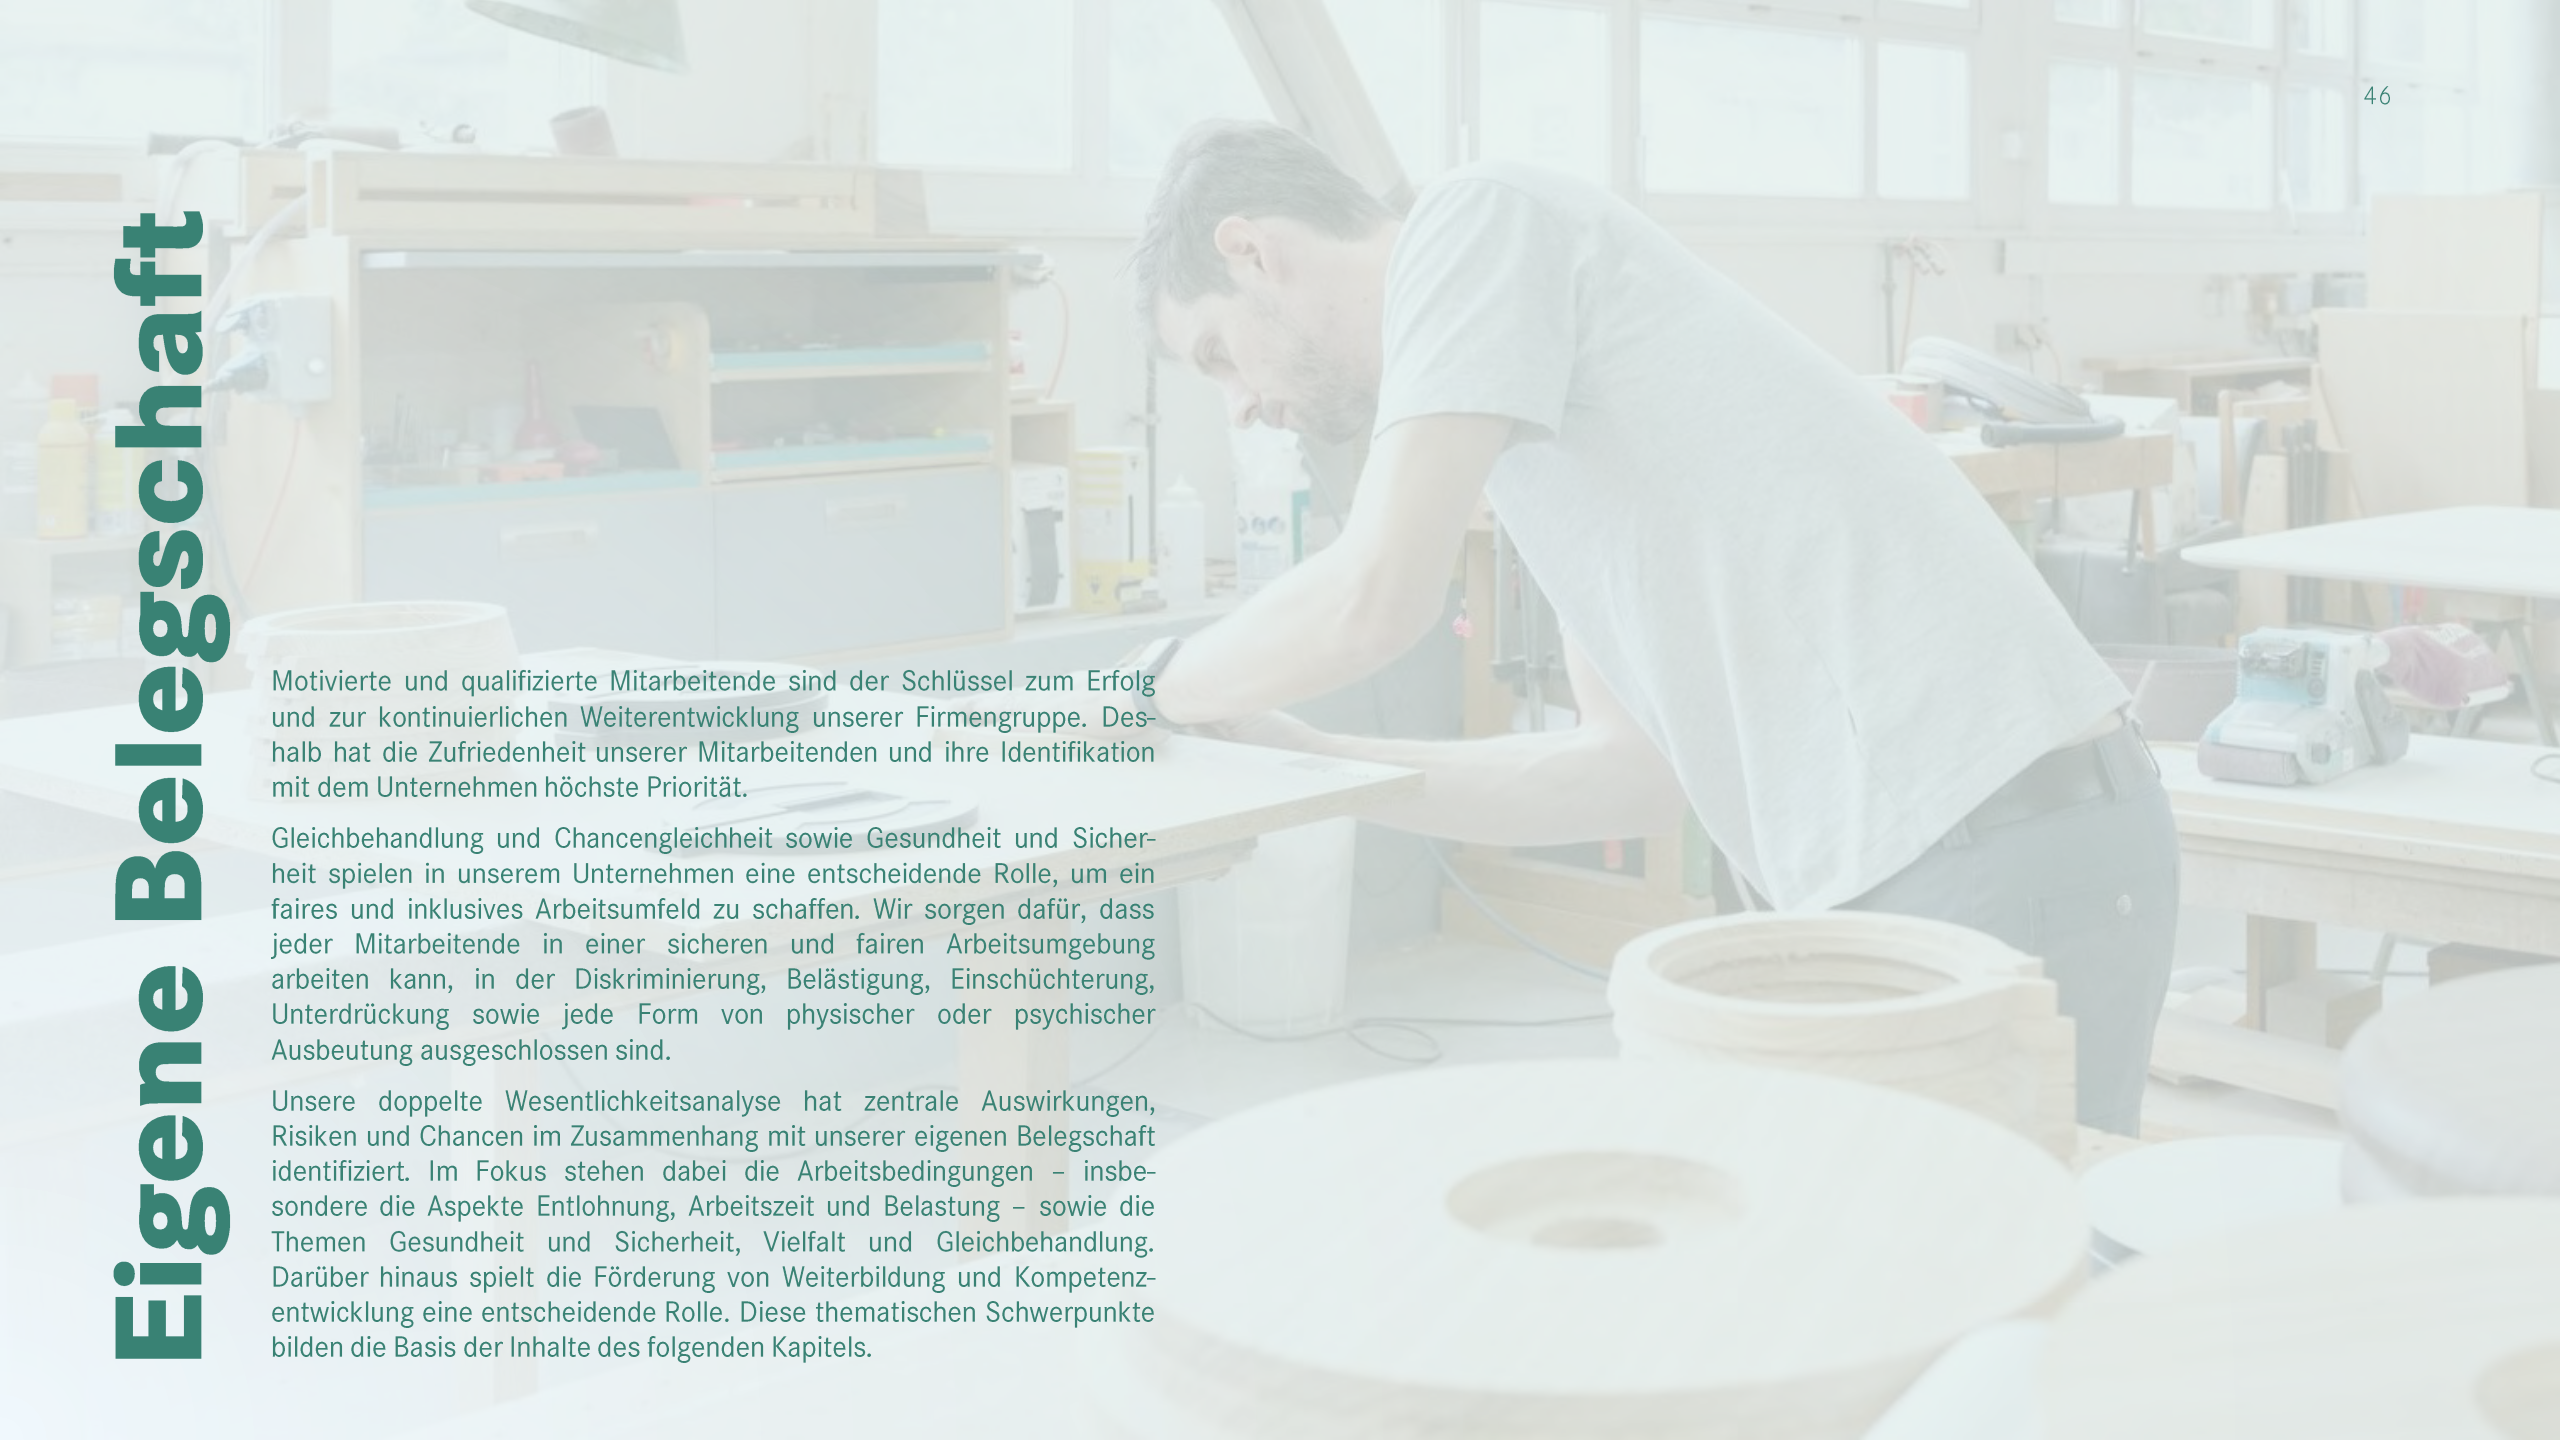 46
Eigene Belegschaft
Motivierte und qualifizierte Mitarbeitende sind der Schlüssel zum Erfolg
und zur kontinuierlichen Weiterentwicklung unserer Firmengruppe. Des-
halb hat die Zufriedenheit unserer Mitarbeitenden und ihre Identifikation
mit dem Unternehmen höchste Priorität.
Gleichbehandlung und Chancengleichheit sowie Gesundheit und Sicher-
heit spielen in unserem Unternehmen eine entscheidende Rolle, um ein
faires und inklusives Arbeitsumfeld zu schaffen. Wir sorgen dafür, dass
jeder Mitarbeitende in einer sicheren und fairen Arbeitsumgebung
arbeiten kann, in der Diskriminierung, Belästigung, Einschüchterung,
Unterdrückung sowie jede Form von physischer oder psychischer
Ausbeutung ausgeschlossen sind.
Unsere doppelte Wesentlichkeitsanalyse hat zentrale Auswirkungen,
Risiken und Chancen im Zusammenhang mit unserer eigenen Belegschaft
identifiziert. Im Fokus stehen dabei die Arbeitsbedingungen – insbe-
sondere die Aspekte Entlohnung, Arbeitszeit und Belastung – sowie die
Themen Gesundheit und Sicherheit, Vielfalt und Gleichbehandlung.
Darüber hinaus spielt die Förderung von Weiterbildung und Kompetenz-
entwicklung eine entscheidende Rolle. Diese thematischen Schwerpunkte
bilden die Basis der Inhalte des folgenden Kapitels.